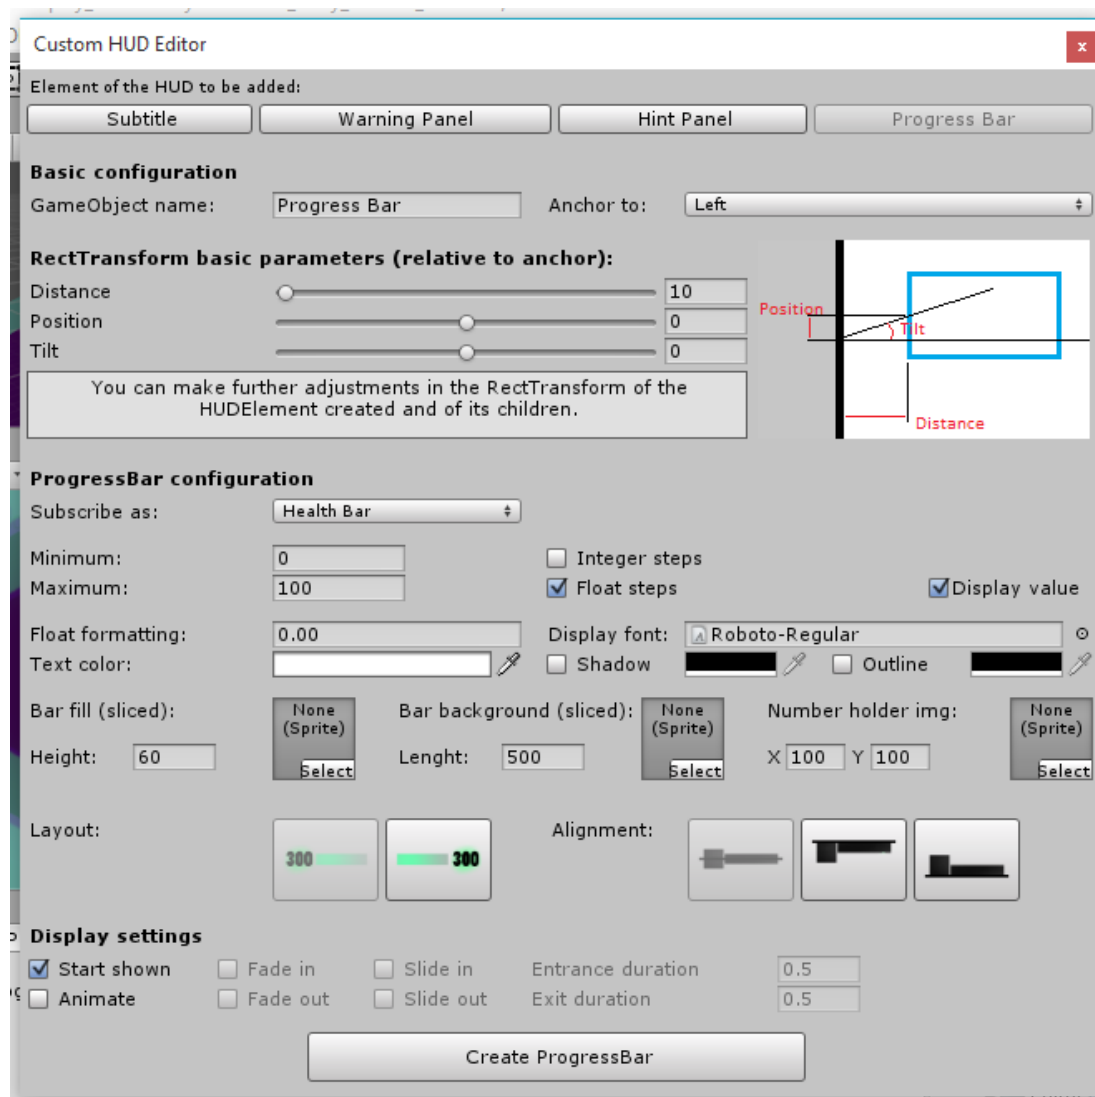 Custom HUD Editor
x
Element of the HUD to be added:
Subtitle Warning Panel Hint Panel Progress Bar
Basic configuration
GameObject name: Progress Bar Anchor to: Left
RectTransform basic parameters (relative to anchor):
Distance 10
Position 0
Tilt 0
You can make further adjustments in the RectTransform of the
HUDElement created and of its children.
Position
Tilt
Distance
ProgressBar configuration
Subscribe as: Health Bar
Minimum: 0 Integer steps
Maximum: 100 Float steps Display value
Float formatting: 0.00 Display font: Roboto-Regular
Text color: Shadow Outline
Bar fill (sliced): None (Sprite) Select Bar background (sliced): None (Sprite) Select Number holder img: None (Sprite) Select
Height: 60 Lenght: 500 X 100 Y 100
Layout: 300 300 Alignment:
Display settings
Start shown Fade in Slide in Entrance duration 0.5
Animate Fade out Slide out Exit duration 0.5
Create ProgressBar